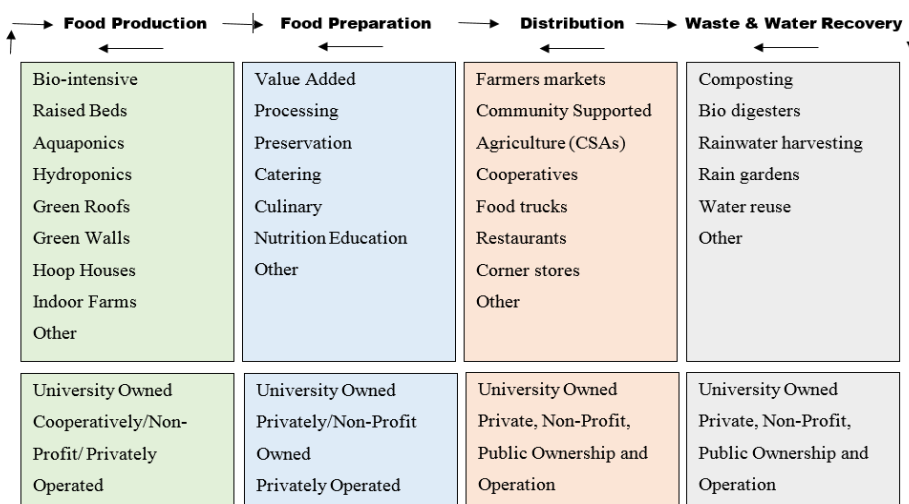 Food Production Food Preparation Distribution Waste & Water Recovery
Bio-intensive
Raised Beds
Aquaponics
Hydroponics
Green Roofs
Green Walls
Hoop Houses
Indoor Farms
Other
Value Added
Processing
Preservation
Catering
Culinary
Nutrition Education
Other
Farmers markets
Community Supported
Agriculture (CSAs)
Cooperatives
Food trucks
Restaurants
Corner stores
Other
Composting
Bio digesters
Rainwater harvesting
Rain gardens
Water reuse
Other
University Owned
Cooperatively/Non-
Profit/ Privately
Operated
University Owned
Privately/Non-Profit
Owned
Privately Operated
University Owned
Private, Non-Profit,
Public Ownership and
Operation
University Owned
Private, Non-Profit,
Public Ownership and
Operation